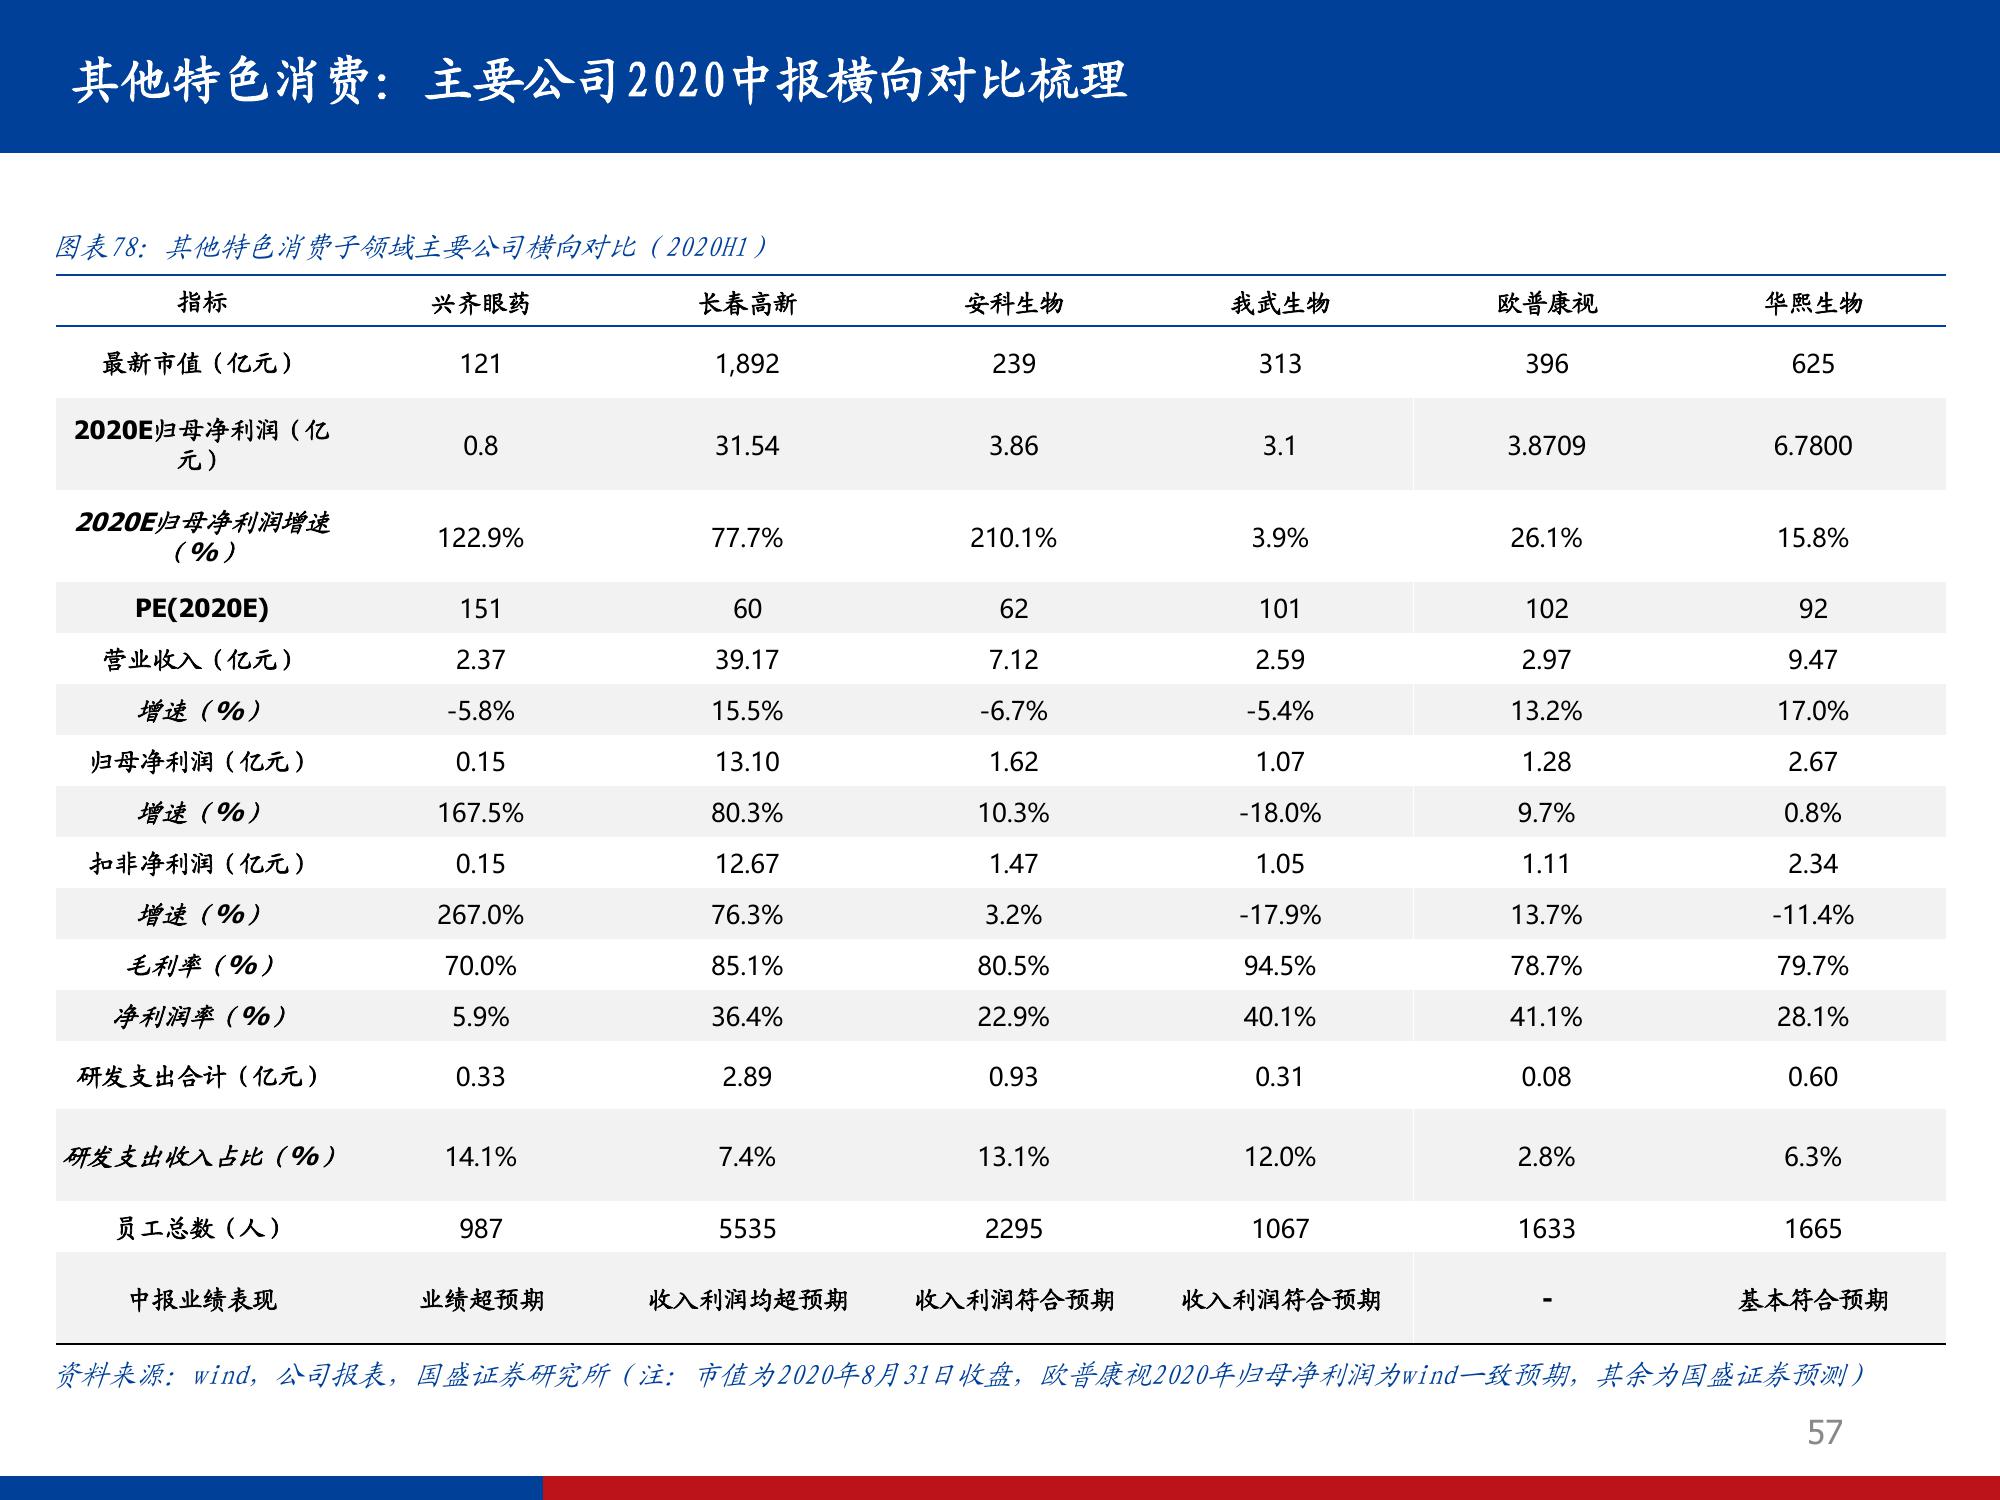 其他特色消费：主要公司2020中报横向对比梳理
图表78：其他特色消费子领域主要公司横向对比（2020H1）
指标 兴齐眼药 长春高新 安科生物 我武生物 欧普康视 华熙生物
最新市值（亿元） 121 1,892 239 313 396 625
2020E归母净利润（亿
元） 0.8 31.54 3.86 3.1 3.8709 6.7800
2020E归母净利润增速
（%） 122.9% 77.7% 210.1% 3.9% 26.1% 15.8%
PE(2020E) 151 60 62 101 102 92
营业收入（亿元） 2.37 39.17 7.12 2.59 2.97 9.47
增速（%） -5.8% 15.5% -6.7% -5.4% 13.2% 17.0%
归母净利润（亿元） 0.15 13.10 1.62 1.07 1.28 2.67
增速（%） 167.5% 80.3% 10.3% -18.0% 9.7% 0.8%
扣非净利润（亿元） 0.15 12.67 1.47 1.05 1.11 2.34
增速（%） 267.0% 76.3% 3.2% -17.9% 13.7% -11.4%
毛利率（%） 70.0% 85.1% 80.5% 94.5% 78.7% 79.7%
净利润率（%） 5.9% 36.4% 22.9% 40.1% 41.1% 28.1%
研发支出合计（亿元） 0.33 2.89 0.93 0.31 0.08 0.60
研发支出收入占比（%） 14.1% 7.4% 13.1% 12.0% 2.8% 6.3%
员工总数（人） 987 5535 2295 1067 1633 1665
中报业绩表现 业绩超预期 收入利润均超预期 收入利润符合预期 收入利润符合预期 - 基本符合预期
资料来源：wind，公司报表，国盛证券研究所（注：市值为2020年8月31日收盘，欧普康视2020年归母净利润为wind一致预期，其余为国盛证券预测）
57